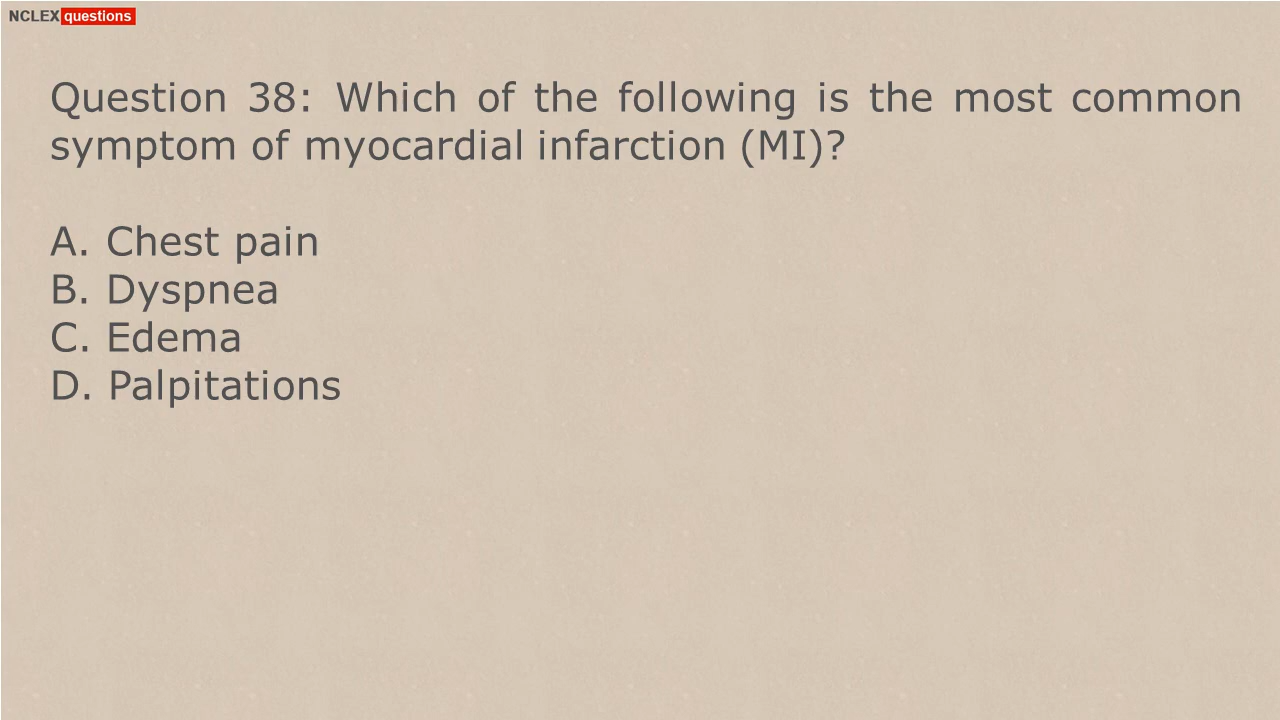 NCLEX questions
Question 38: Which of the following is the most common
symptom of myocardial infarction (MI)?
A. Chest pain
B. Dyspnea
C. Edema
D. Palpitations